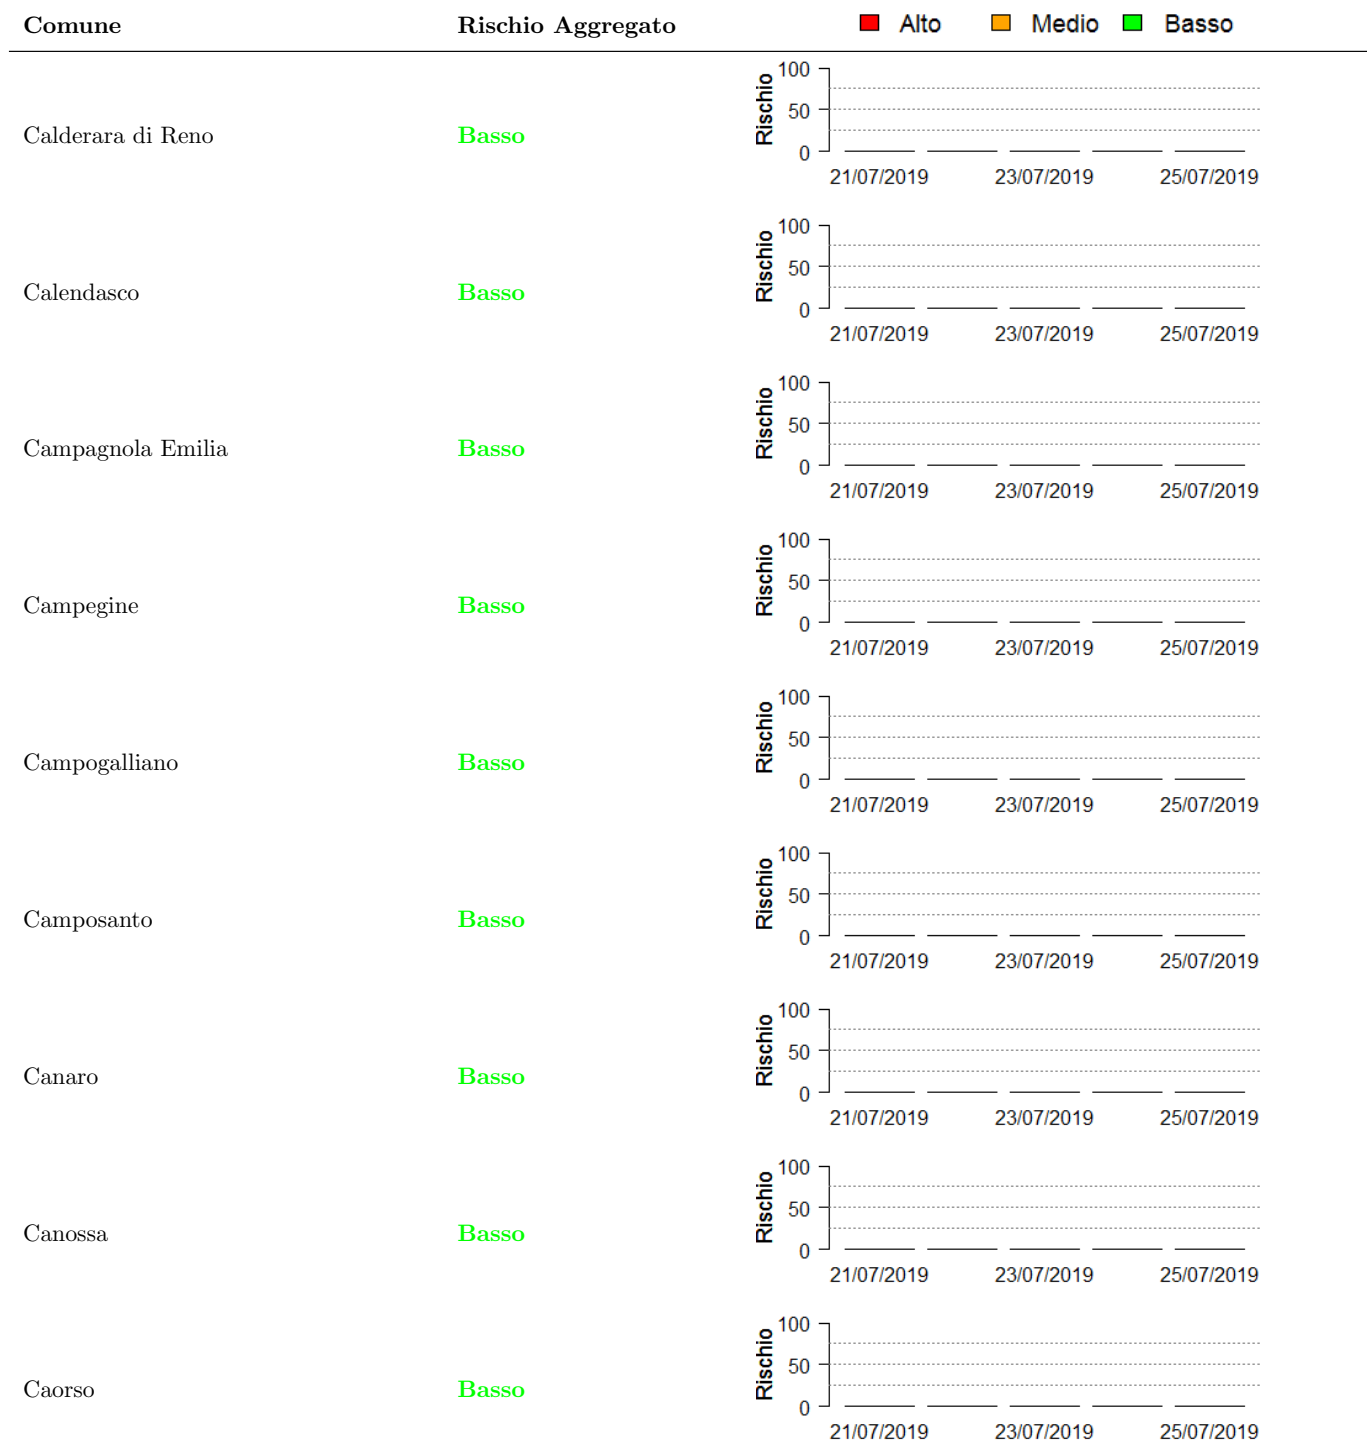 Comune Rischio Aggregato Alto Medio Basso
100
Rischio
50
Calderara di Reno Basso
0
21/07/2019 23/07/2019 25/07/2019
100
Rischio
50
Calendasco Basso
0
21/07/2019 23/07/2019 25/07/2019
100
Rischio
50
Campagnola Emilia Basso
0
21/07/2019 23/07/2019 25/07/2019
100
Rischio
50
Campegine Basso
0
21/07/2019 23/07/2019 25/07/2019
100
Rischio
50
Campogalliano Basso
0
21/07/2019 23/07/2019 25/07/2019
100
Rischio
50
Camposanto Basso
0
21/07/2019 23/07/2019 25/07/2019
100
Rischio
50
Canaro Basso
0
21/07/2019 23/07/2019 25/07/2019
100
Rischio
50
Canossa Basso
0
21/07/2019 23/07/2019 25/07/2019
100
Rischio
50
Caorso Basso
0
21/07/2019 23/07/2019 25/07/2019